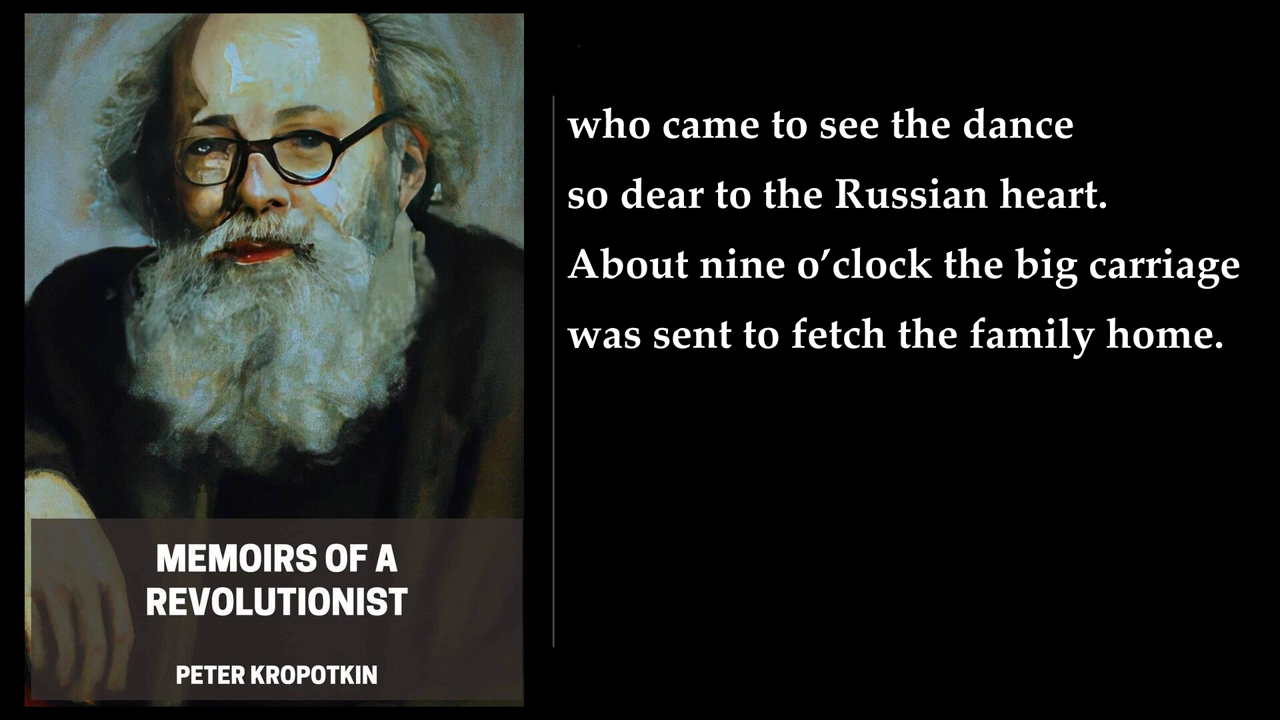 who came to see the dance
so dear to the Russian heart.
About nine o’clock the big carriage
was sent to fetch the family home.
MEMOIRS OF A
REVOLUTIONIST
PETER KROPOTKIN